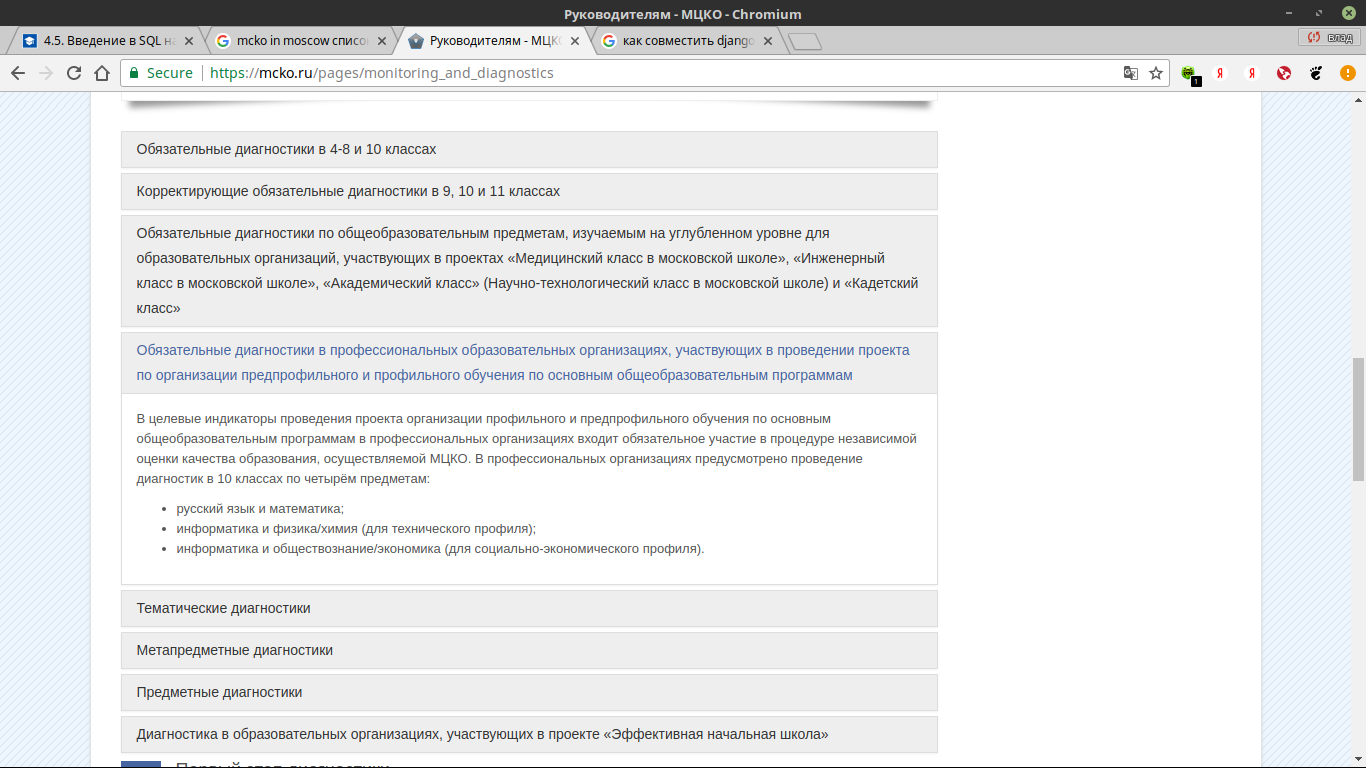 Руководителям - МЦКО - Chromium
4.5. Введение в SQL на
mcko in moscow список
Руководителям - МЦКО
как совместить django
влад
Secure
https://mcko.ru/pages/monitoring_and_diagnostics
1
Обязательные диагностики в 4-8 и 10 классах
Корректирующие обязательные диагностики в 9, 10 и 11 классах
Обязательные диагностики по общеобразовательным предметам, изучаемым на углубленном уровне для
образовательных организаций, участвующих в проектах «Медицинский класс в московской школе», «Инженерный
класс в московской школе», «Академический класс» (Научно-технологический класс в московской школе) и «Кадетский
класс»
Обязательные диагностики в профессиональных образовательных организациях, участвующих в проведении проекта
по организации предпрофильного и профильного обучения по основным общеобразовательным программам
В целевые индикаторы проведения проекта организации профильного и предпрофильного обучения по основным
общеобразовательным программам в профессиональных организациях входит обязательное участие в процедуре независимой
оценки качества образования, осуществляемой МЦКО. В профессиональных организациях предусмотрено проведение
диагностик в 10 классах по четырём предметам:
• русский язык и математика;
• информатика и физика/химия (для технического профиля);
• информатика и обществознание/экономика (для социально-экономического профиля).
Тематические диагностики
Метапредметные диагностики
Предметные диагностики
Диагностика в образовательных организациях, участвующих в проекте «Эффективная начальная школа»
Первый этап диагностики